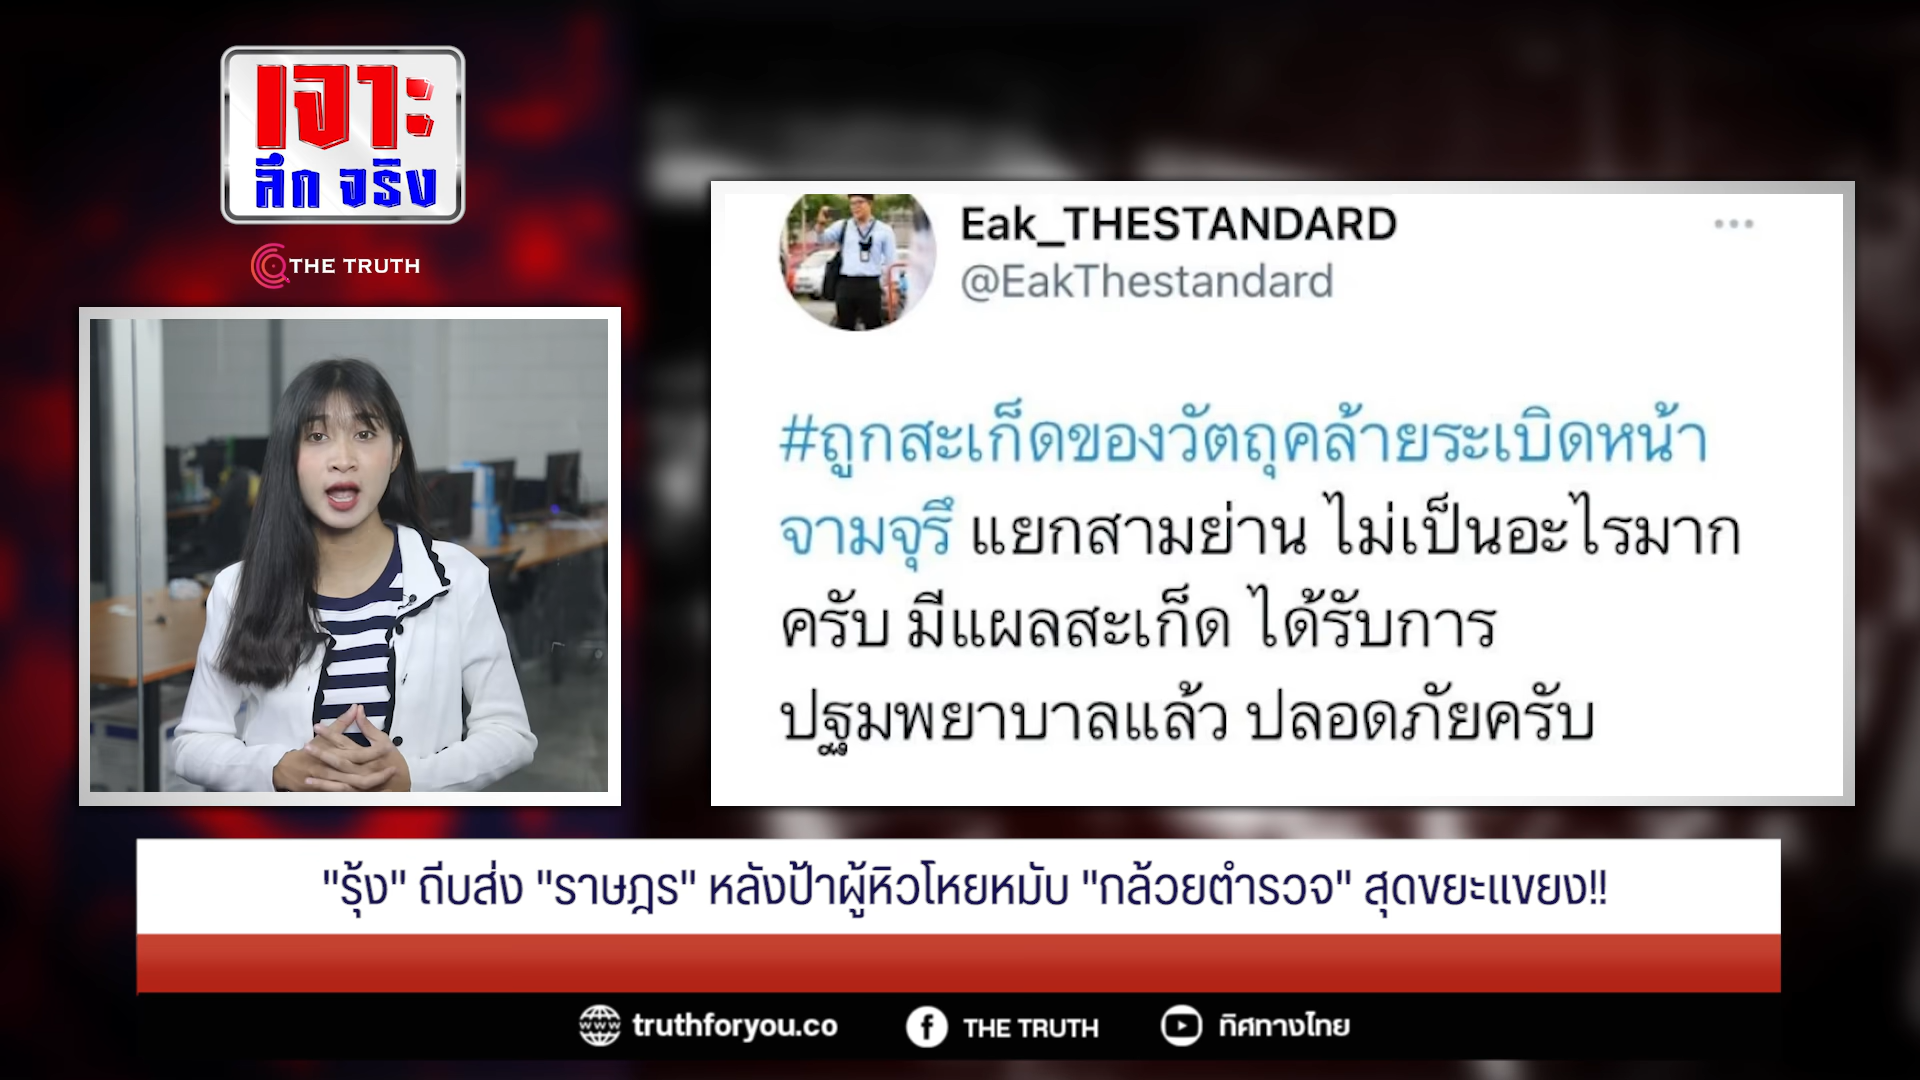 เจาะ
ลึก จริง
THE TRUTH
Eak_THESTANDARD
@EakThestandard
#ถูกสะเก็ดของวัตถุคล้ายระเบิดหน้า
จามจุรี แยกสามย่าน ไม่เป็นอะไรมาก
ครับ มีแผลสะเก็ด ได้รับการ
ปฐมพยาบาลแล้ว ปลอดภัยครับ
"รุ้ง" ถีบส่ง "ราษฎร" หลังป้าผู้หิวโหยหมับ "กล้วยตำรวจ" สุดขยะแขยง!!
www truthforyou.co
THE TRUTH
ทิศทางไทย